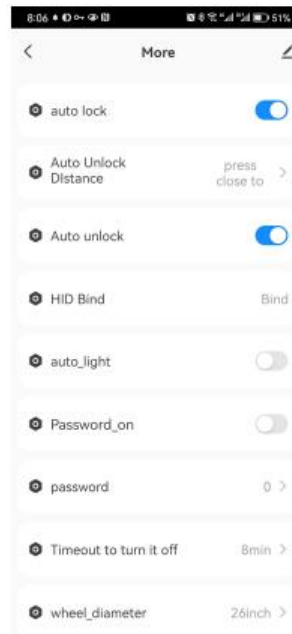 8:06 51%
More
auto lock
Auto Unlock
DIstance
press
close to
Auto unlock
HID Bind Bind
auto_light
Password_on
password 0
Timeout to turn it off 8min
wheel_diameter 26inch